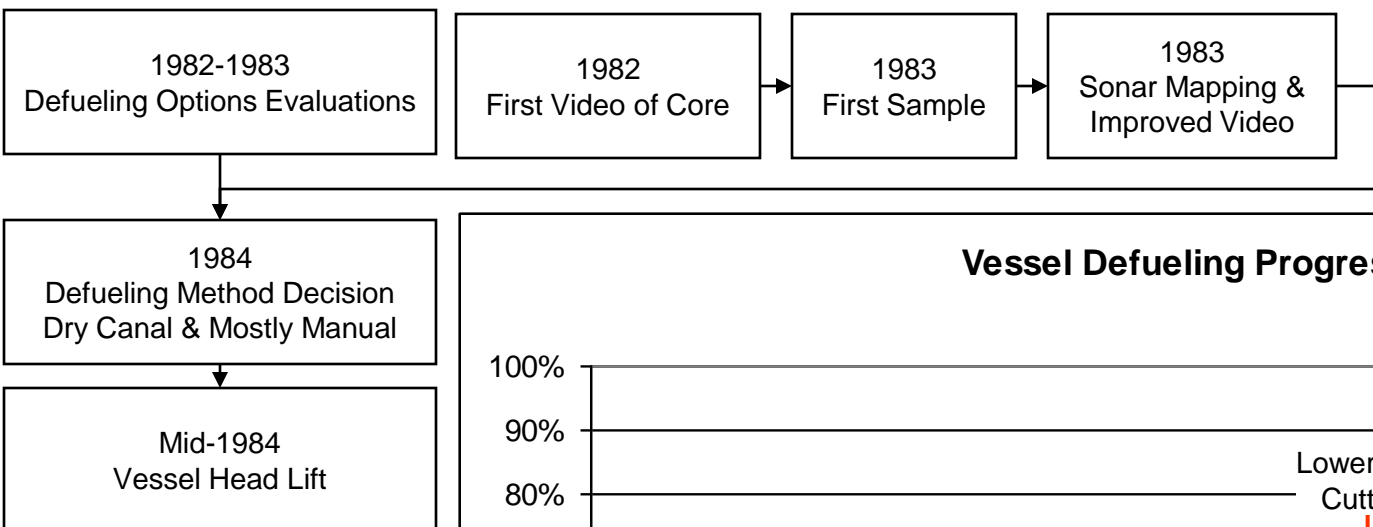 1982-1983
Defueling Options Evaluations
1982
First Video of Core
1983
First Sample
1983
Sonar Mapping &
Improved Video
1984
Defueling Method Decision
Dry Canal & Mostly Manual
Mid-1984
Vessel Head Lift
Vessel Defueling Progre
100%
90%
80%
Lower
Cutt